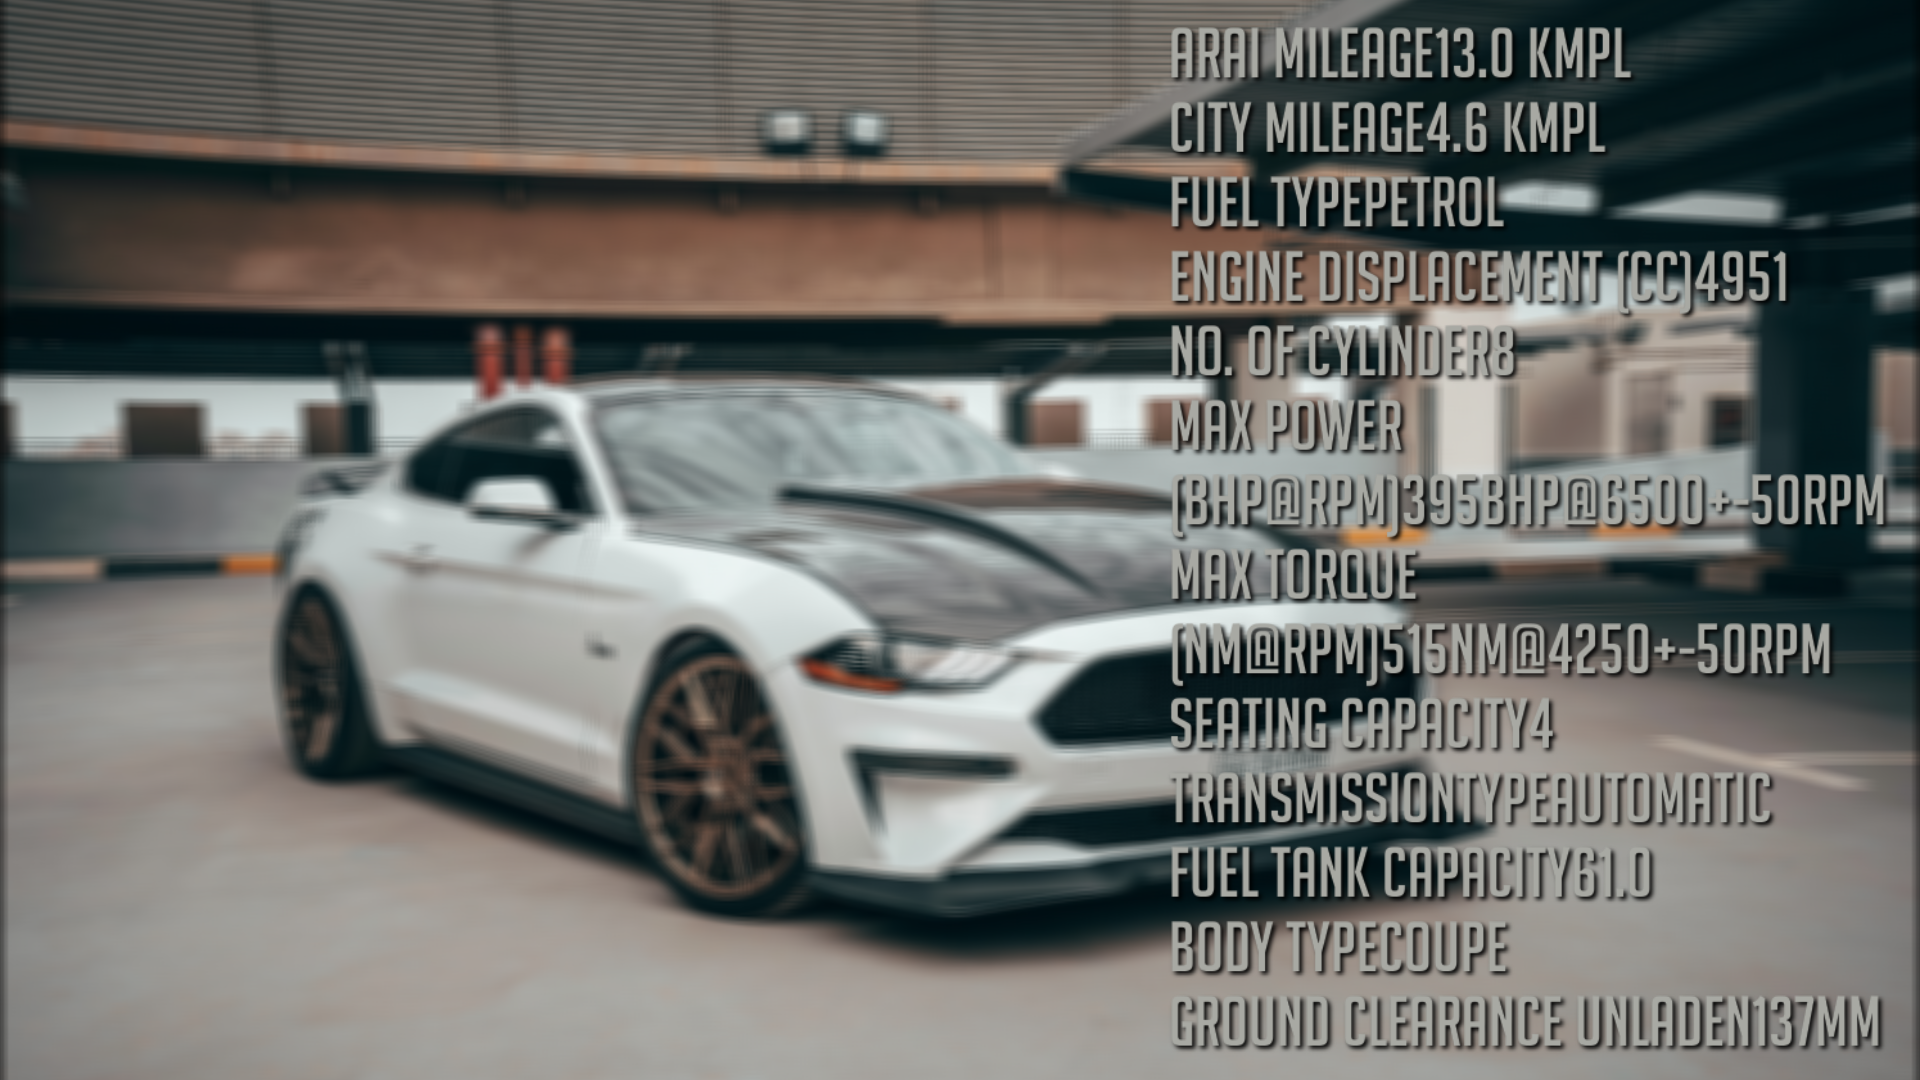 ARAI MILEAGE13.0 KMPL
CITY MILEAGE4.6 KMPL
FUEL TYPEPETROL
ENGINE DISPLACEMENT (CC)4951
NO. OF CYLINDER8
MAX POWER
(BHP@RPM)395BHP@6500+-50RPM
MAX TORQUE
(NM@RPM)515NM@4250+-50RPM
SEATING CAPACITY4
TRANSMISSIONTYPEAUTOMATIC
FUEL TANK CAPACITY61.0
BODY TYPECOUPE
GROUND CLEARANCE UNLADEN137MM